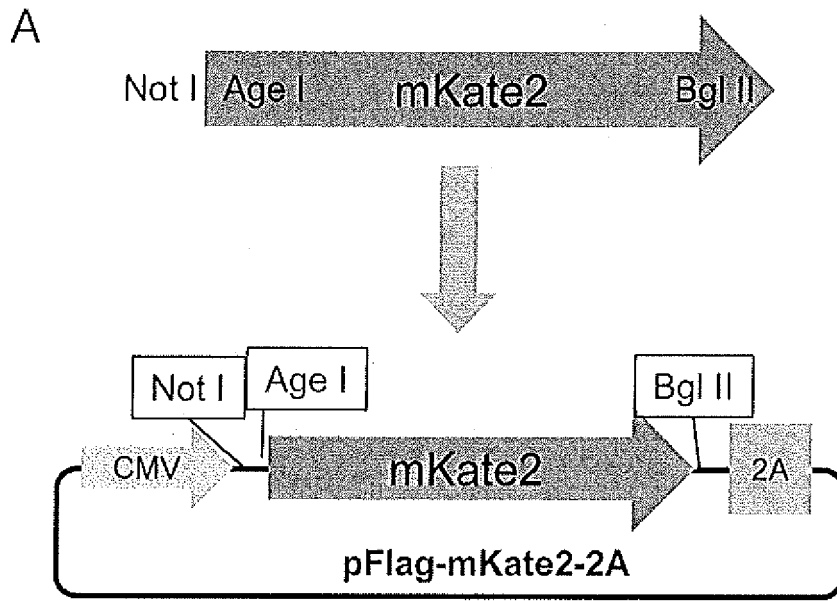 A
Not I Age I mKate2 Bgl II
Not I Age I Bgl II
CMV mKate2 2A
pFlag-mKate2-2A